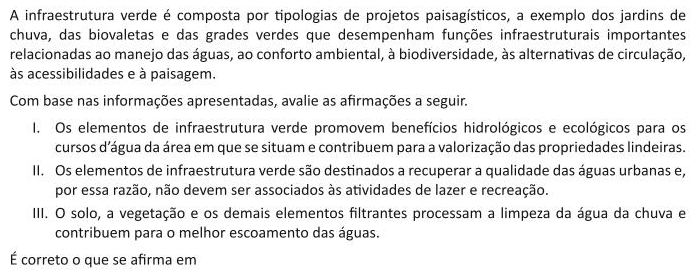 A infraestrutura verde é composta por tipologias de projetos paisagísticos, a exemplo dos jardins de
chuva, das biovaletas e das grades verdes que desempenham funções infraestruturais importantes
relacionadas ao manejo das águas, ao conforto ambiental, à biodiversidade, às alternativas de circulação,
às acessibilidades e à paisagem.
Com base nas informações apresentadas, avalie as afirmações a seguir.
I. Os elementos de infraestrutura verde promovem benefícios hidrológicos e ecológicos para os
cursos d'água da área em que se situam e contribuem para a valorização das propriedades lindeiras.
II. Os elementos de infraestrutura verde são destinados a recuperar a qualidade das águas urbanas e,
por essa razão, não devem ser associados às atividades de lazer e recreação.
III. O solo, a vegetação e os demais elementos filtrantes processam a limpeza da água da chuva e
contribuem para o melhor escoamento das águas.
É correto o que se afirma em